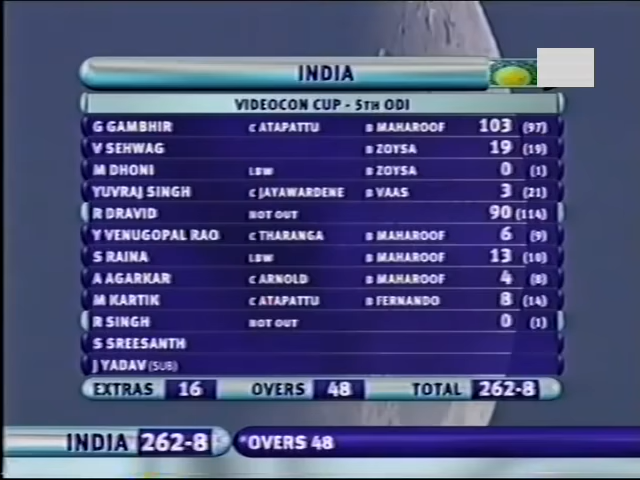 INDIA
VIDEOCON CUP - 5TH ODI
G GAMBHIR C ATAPATTU B MAHAROOF 103 (97)
V SEHWAG B ZOYSA 19 (19)
M DHONI LBW B ZOYSA 0 (1)
YUVRAJ SINGH C JAYAWARDENE B VAAS 3 (21)
R DRAVID NOT OUT 90 (114)
Y VENUGOPAL RAO C THARANGA B MAHAROOF 6 (9)
S RAINA LBW B MAHAROOF 13 (10)
A AGARKAR C ARNOLD B MAHAROOF 4 (8)
M KARTIK C ATAPATTU B FERNANDO 8 (14)
R SINGH NOT OUT 0 (1)
S SREESANTH
J YADAV (SUB)
EXTRAS 16 OVERS 48 TOTAL 262-8
INDIA 262-8 *OVERS 48